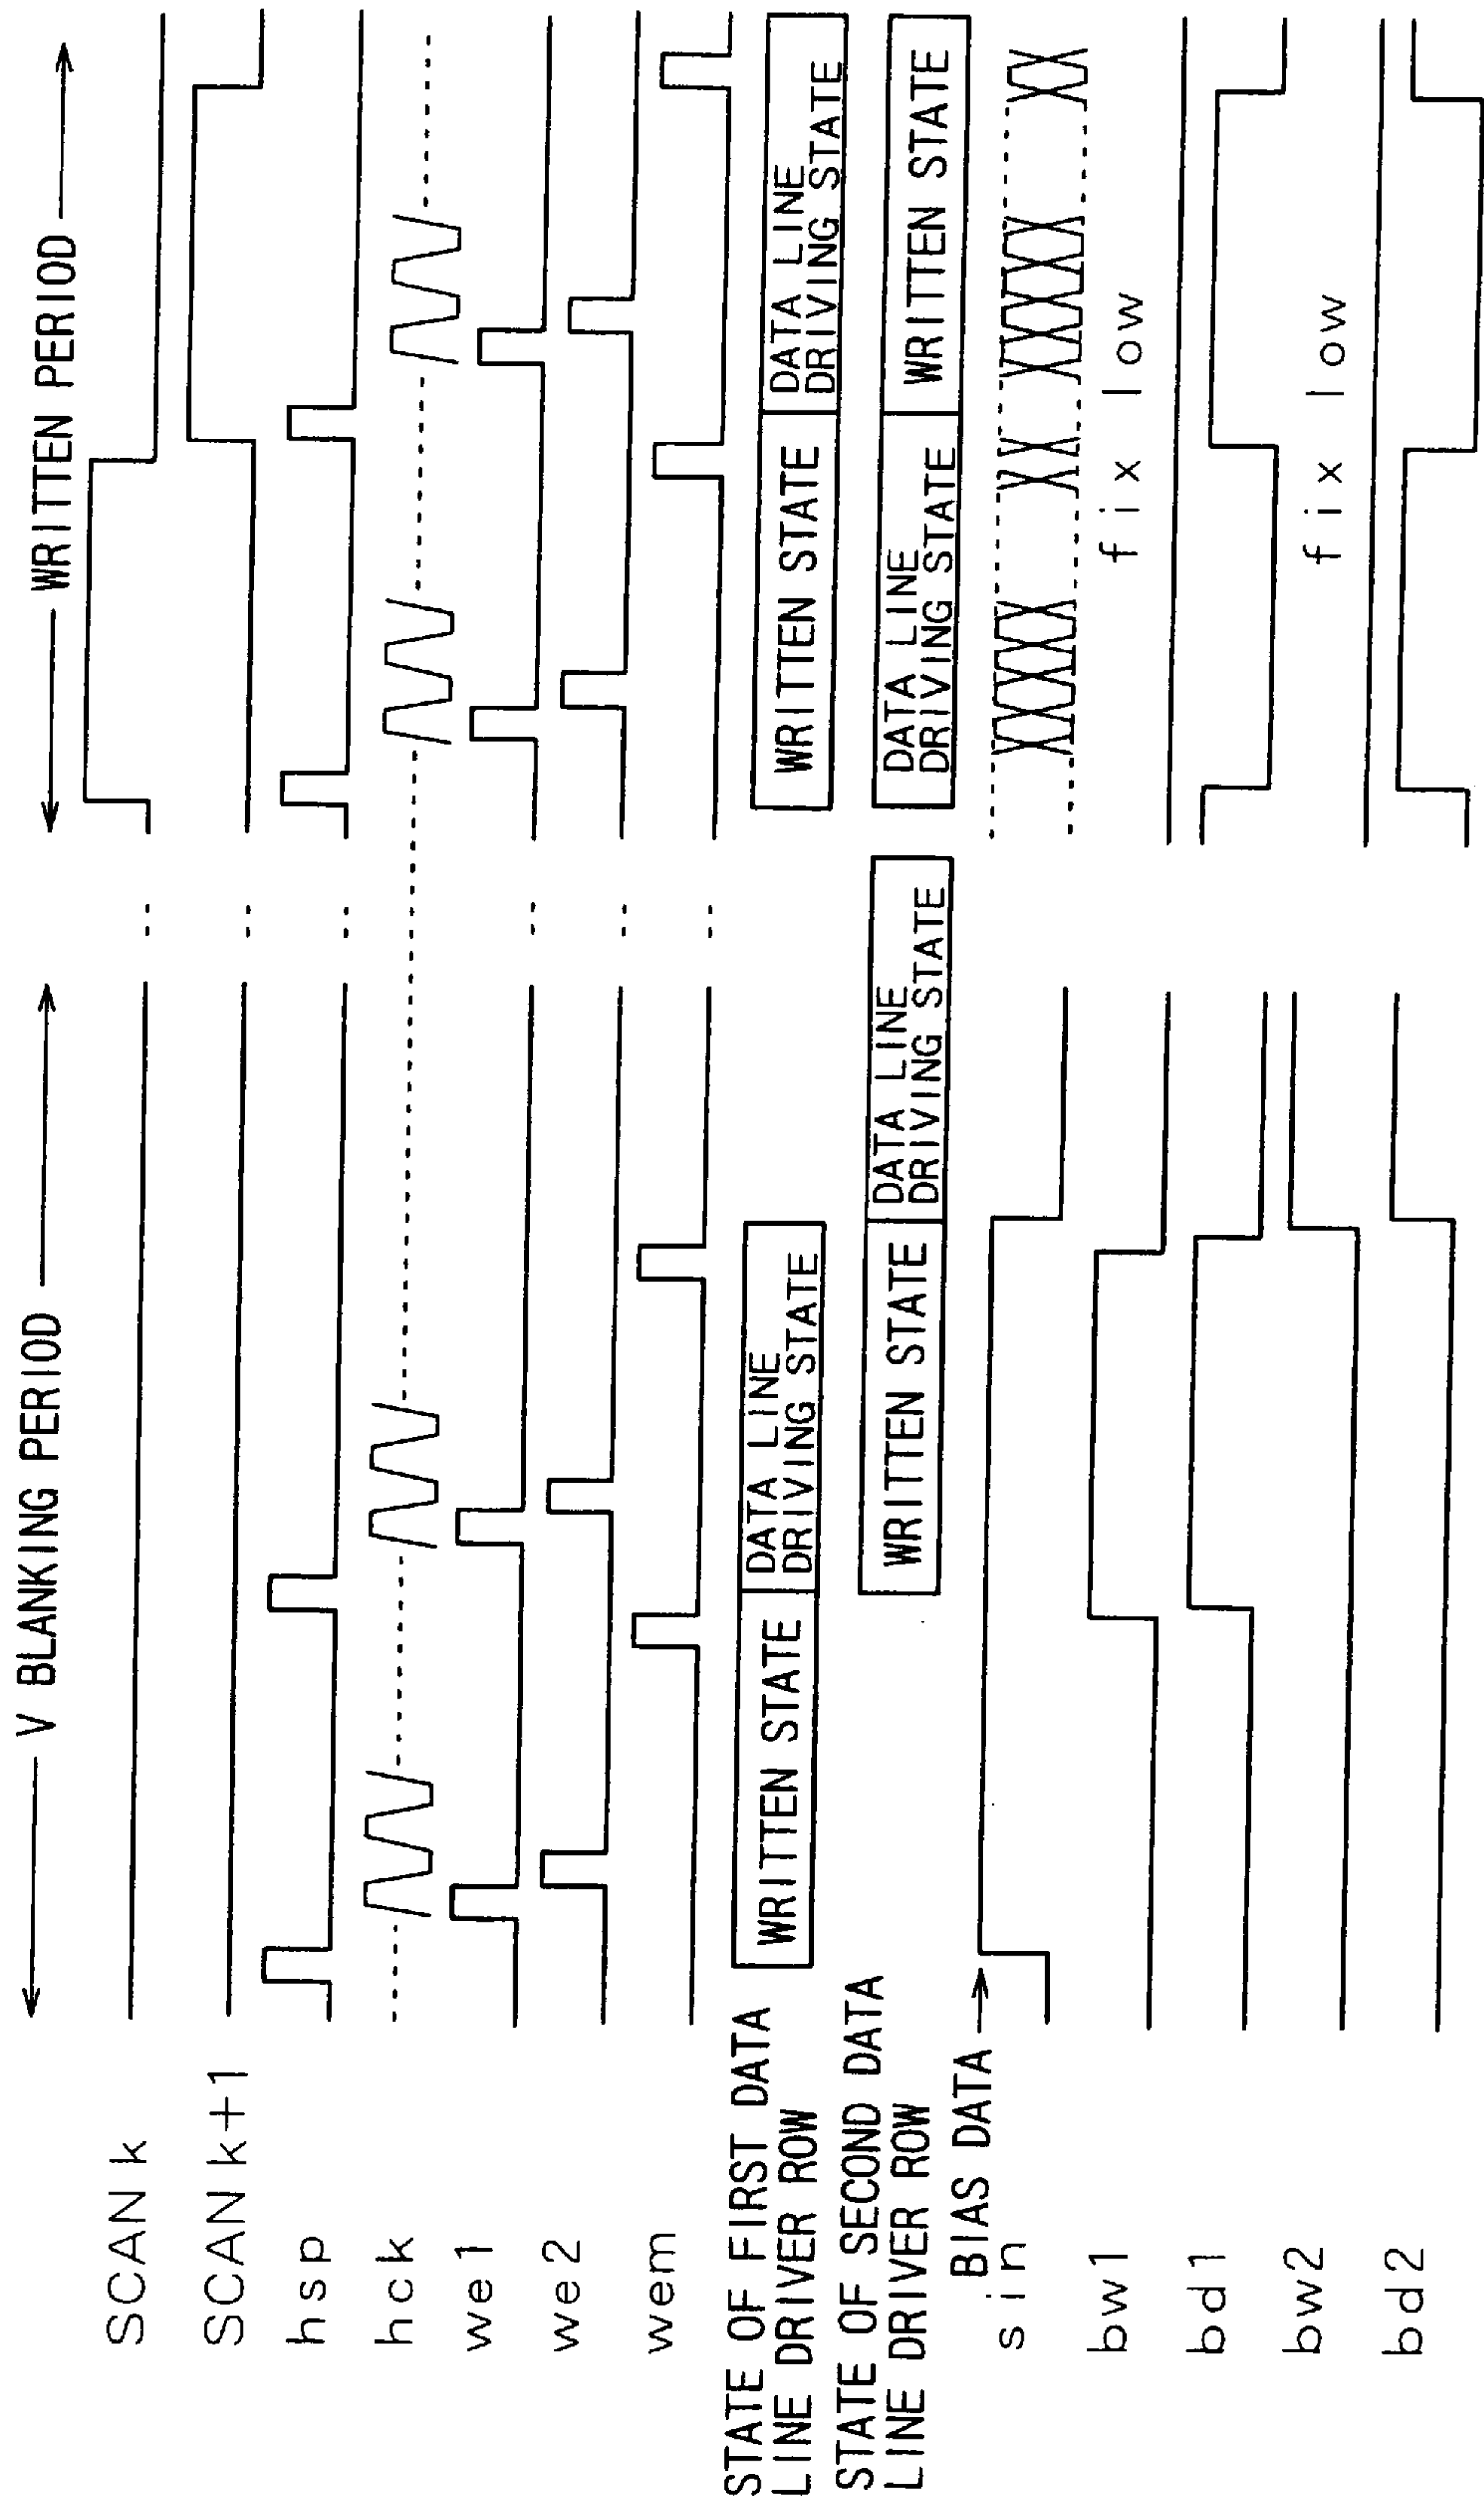 V BLANKING PERIOD
WRITTEN PERIOD
SCAN k
SCAN k+1
hsp
hck
we1
we2
wem
STATE OF FIRST DATA
LINE DRIVER ROW
WRITTEN STATE
DATA LINE
DRIVING STATE
WRITTEN STATE
DATA LINE
DRIVING STATE
STATE OF SECOND DATA
LINE DRIVER ROW
WRITTEN STATE
DATA LINE
DRIVING STATE
DATA LINE
DRIVING STATE
WRITTEN STATE
BIAS DATA
sin
bw1
fix low
bd1
bw2
fix low
bd2